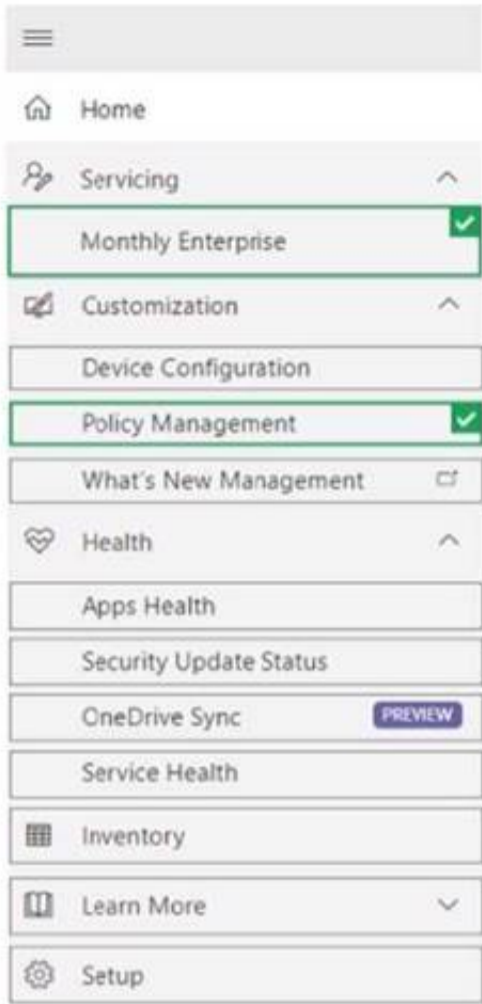 Home
Servicing
Monthly Enterprise
Customization
Device Configuration
Policy Management
What's New Management
Health
Apps Health
Security Update Status
OneDrive Sync PREVIEW
Service Health
Inventory
Learn More
Setup